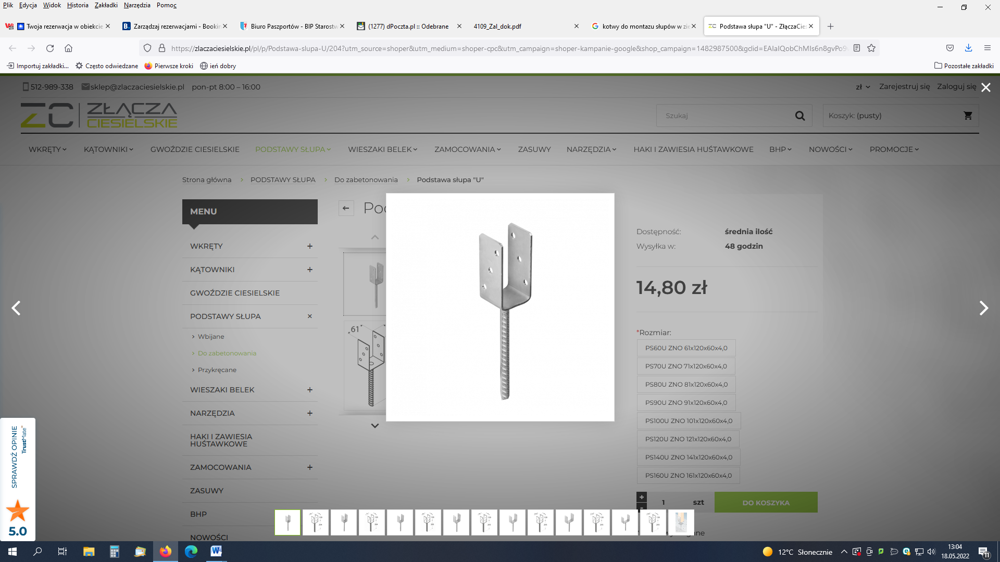 Plik Edycja Widok Historia Zakładki Narzędzia Pomoc
Twoja rezerwacja w obiekcie
Zarządzaj rezerwacjami - Bookin
Biuro Paszportów - BIP Starostw
(1277) dPoczta.pl :: Odebrane
4109_Zal_dok.pdf
kotwy do montazu słupów w zie
Podstawa słupa "U" - ZłączaCies
https://zlaczaciesielskie.pl/pl/p/Podstawa-slupa-U/204?utm_source=shoper&utm_medium=shoper-cpc&utm_campaign=shoper-kampanie-google&shop_campaign=1482987500&gclid=EAIaIQobChMIs6n8gvPo9
Importuj zakładki... Często odwiedzane Pierwsze kroki ień dobry Pozostałe zakładki
512-989-338 sklep@zlaczaciesielskie.pl pon-pt 8:00 – 16:00 zł Zarejestruj się Zaloguj się
ZC ZŁĄCZA
CIESIELSKIE
Szukaj
Koszyk: (pusty)
WKRĘTY KĄTOWNIKI GWOŹDZIE CIESIELSKIE PODSTAWY SŁUPA WIESZAKI BELEK ZAMOCOWANIA ZASUWY NARZĘDZIA HAKI I ZAWIESIA HUŚTAWKOWE BHP NOWOŚCI PROMOCJE
Strona główna PODSTAWY SŁUPA Do zabetonowania Podstawa słupa "U"
MENU
WKRĘTY +
KĄTOWNIKI +
GWOŹDZIE CIESIELSKIE
PODSTAWY SŁUPA ×
Wbijane
Do zabetonowania
Przykręcane
WIESZAKI BELEK +
NARZĘDZIA +
HAKI I ZAWIESIA
HUŚTAWKOWE
ZAMOCOWANIA +
ZASUWY
BHP
NOWOŚCI
Pod
61
Dostępność: średnia ilość
Wysyłka w: 48 godzin
14,80 zł
*Rozmiar:
PS60U ZNO 61x120x60x4,0
PS70U ZNO 71x120x60x4,0
PS80U ZNO 81x120x60x4,0
PS90U ZNO 91x120x60x4,0
PS100U ZNO 101x120x60x4,0
PS120U ZNO 121x120x60x4,0
PS140U ZNO 141x120x60x4,0
PS160U ZNO 161x120x60x4,0
+ 1 szt DO KOSZYKA
-
SPRAWDŹ OPINIE
TrustMate
5.0
12°C Słonecznie
13:04
18.05.2022
11